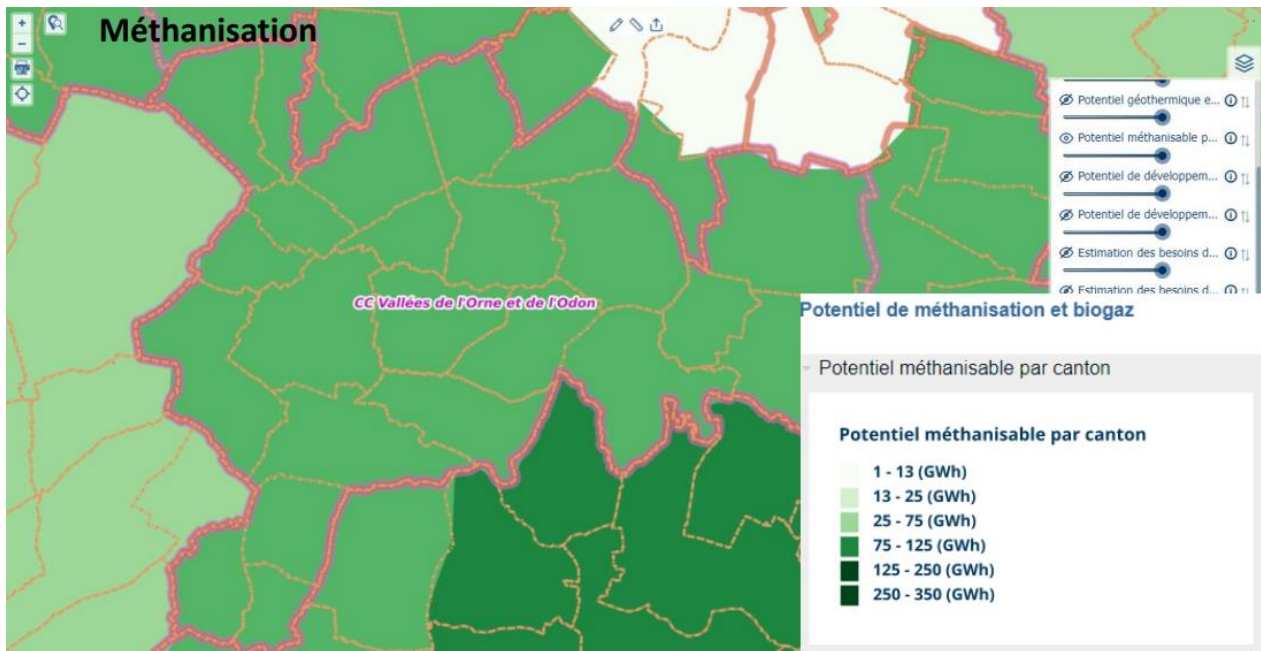 Méthanisation
+
-
Potentiel géothermique e...
Potentiel méthanisable p...
Potentiel de développem...
Potentiel de développem...
Estimation des besoins d...
Estimation des besoins d...
CC Vallées de l'Orne et de l'Odon
Potentiel de méthanisation et biogaz
Potentiel méthanisable par canton
Potentiel méthanisable par canton
1 - 13 (GWh)
13 - 25 (GWh)
25 - 75 (GWh)
75 - 125 (GWh)
125 - 250 (GWh)
250 - 350 (GWh)